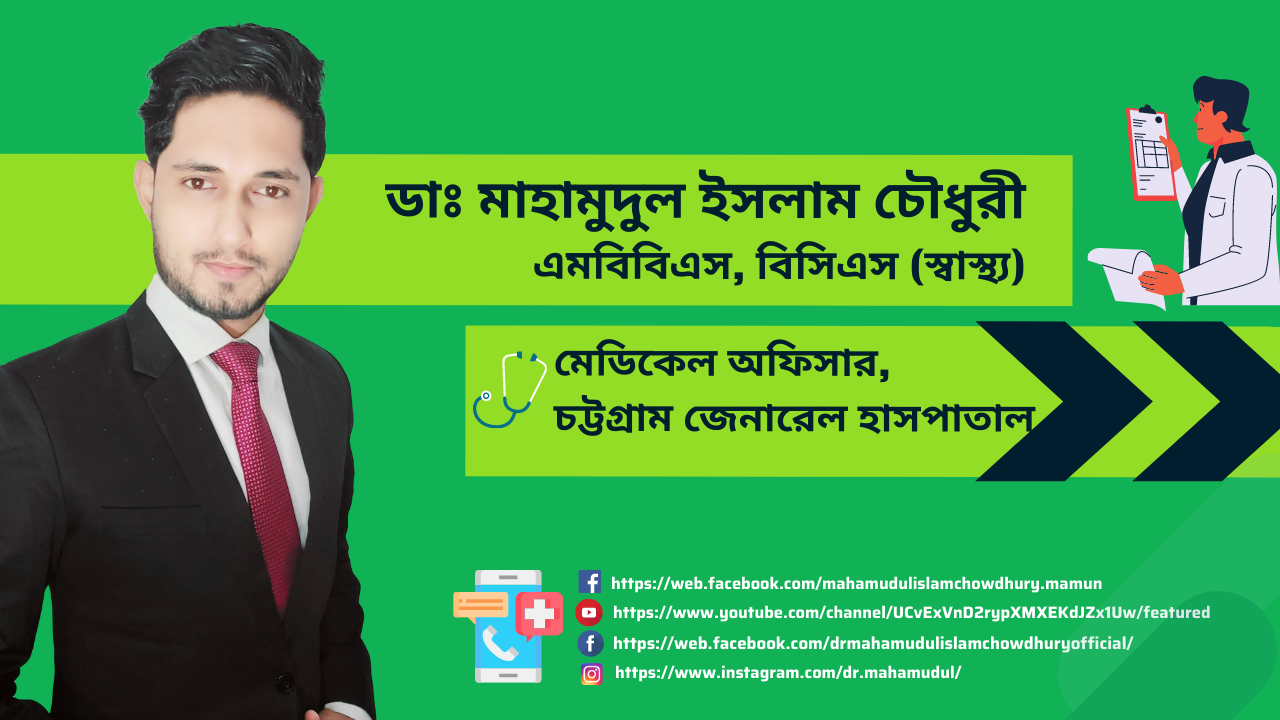 ডাঃ মাহামুদুল ইসলাম চৌধুরী
এমবিবিএস, বিসিএস (স্বাস্থ্য)
মেডিকেল অফিসার,
চট্টগ্রাম জেনারেল হাসপাতাল
https://web.facebook.com/mahamudulislamchowdhury.mamun
https://www.youtube.com/channel/UCvExVnD2rypXMXEKdJZx1Uw/featured
https://web.facebook.com/drmahamudulislamchowdhuryofficial/
https://www.instagram.com/dr.mahamudul/